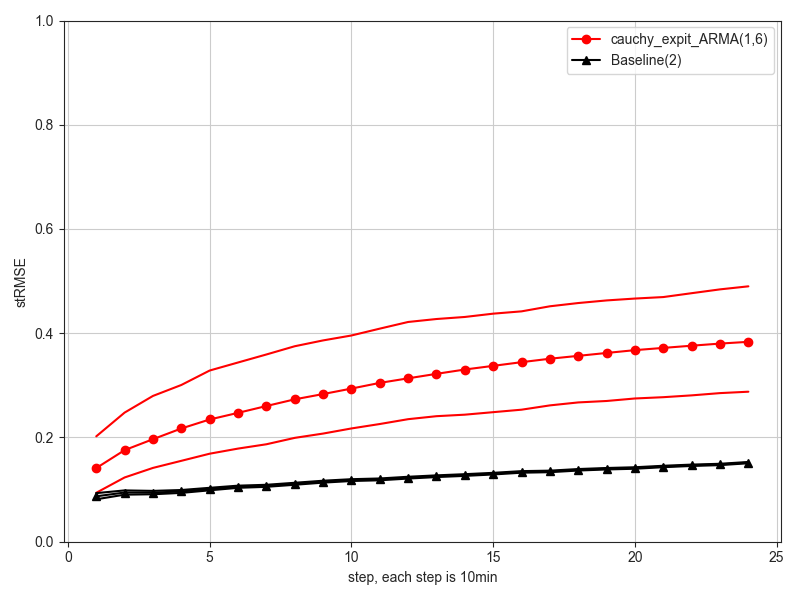 1.0
0.8
0.6
0.4
0.2
0.0
stRMSE
cauchy_expit_ARMA(1,6)
Baseline(2)
0 5 10 15 20 25
step, each step is 10min